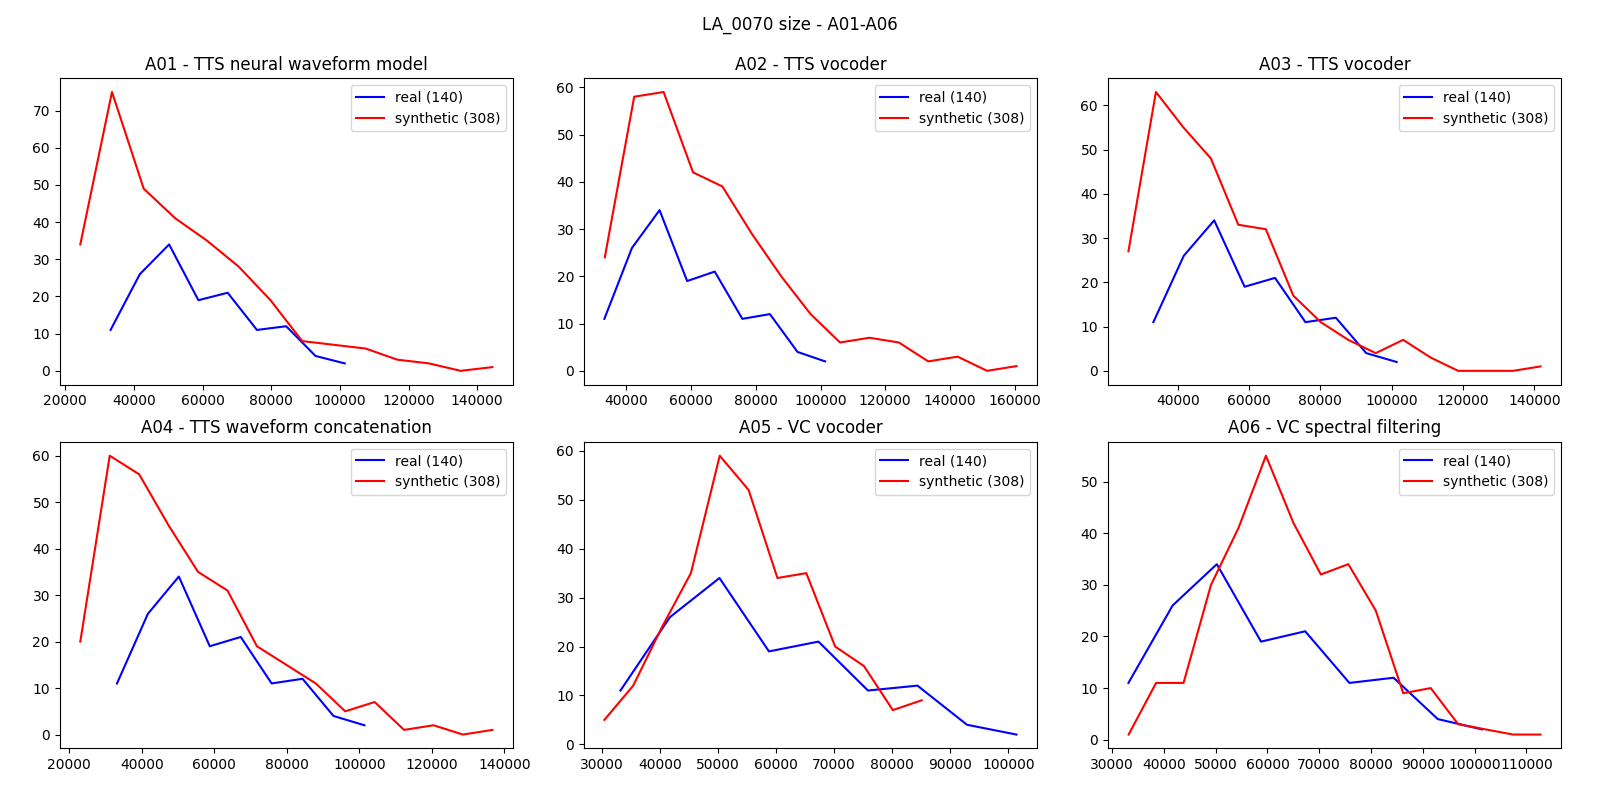 LA_0070 size - A01-A06
A01 - TTS neural waveform model
real (140)
synthetic (308)
70
60
50
40
30
20
10
0
20000 40000 60000 80000 100000 120000 140000
A02 - TTS vocoder
real (140)
synthetic (308)
60
50
40
30
20
10
0
40000 60000 80000 100000 120000 140000 160000
A03 - TTS vocoder
real (140)
synthetic (308)
60
50
40
30
20
10
0
40000 60000 80000 100000 120000 140000
A04 - TTS waveform concatenation
real (140)
synthetic (308)
60
50
40
30
20
10
0
20000 40000 60000 80000 100000 120000 140000
A05 - VC vocoder
real (140)
synthetic (308)
60
50
40
30
20
10
0
30000 40000 50000 60000 70000 80000 90000 100000
A06 - VC spectral filtering
real (140)
synthetic (308)
50
40
30
20
10
0
30000 40000 50000 60000 70000 80000 90000 100000 110000